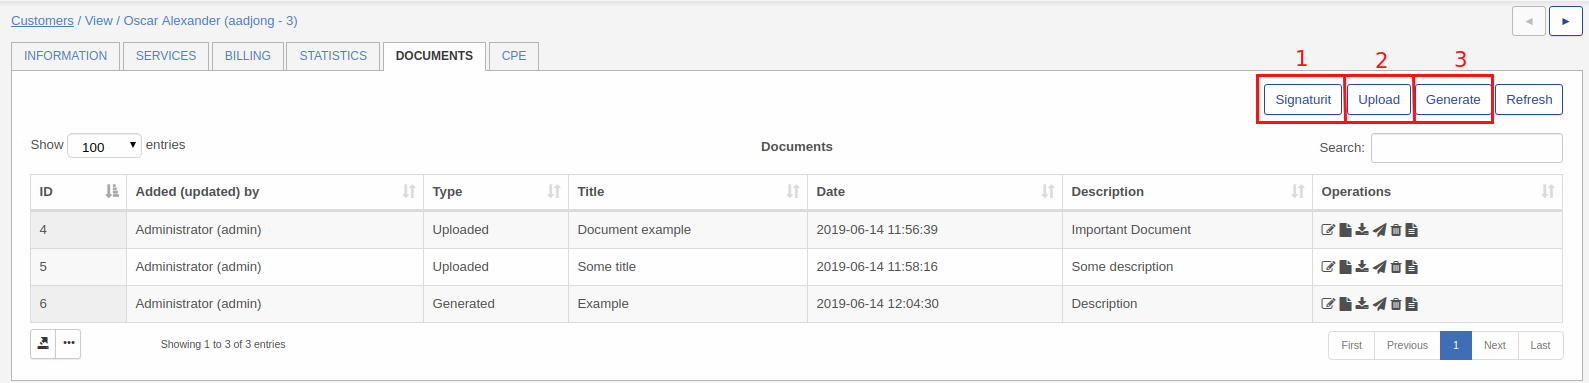 Customers / View / Oscar Alexander (aadjong - 3)
INFORMATION SERVICES BILLING STATISTICS DOCUMENTS CPE
1 2 3
Signaturit Upload Generate Refresh
Show 100 entries Documents Search:
ID Added (updated) by Type Title Date Description Operations
4 Administrator (admin) Uploaded Document example 2019-06-14 11:56:39 Important Document
5 Administrator (admin) Uploaded Some title 2019-06-14 11:58:16 Some description
6 Administrator (admin) Generated Example 2019-06-14 12:04:30 Description
Showing 1 to 3 of 3 entries First Previous 1 Next Last